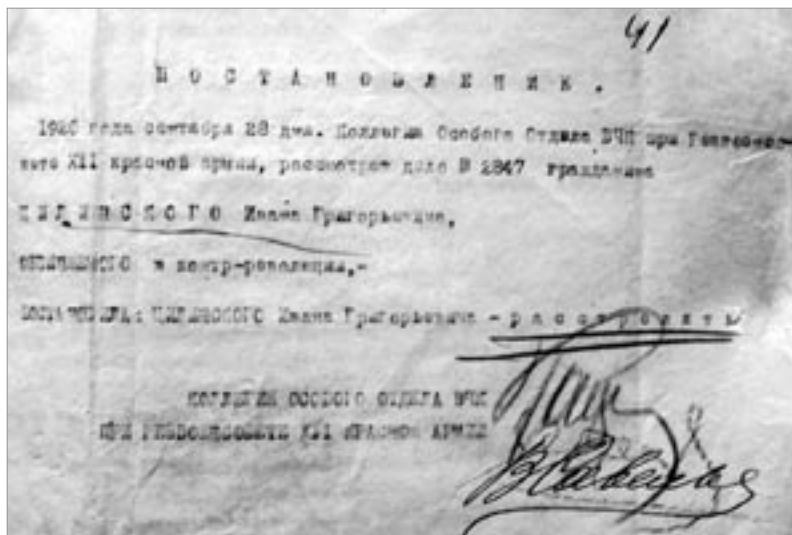 41
ПОСТАНОВЛЕНИЕ.
1920 года сентября 28 дня. Коллегия Особого Отдела ВЧК при
XII красной армии, рассмотрев дело № 2847 гражданина
Ивана Григорьевича,
в контр-революции,-
Ивана Григорьевича - расстрелять
КОЛЛЕГИЯ ОСОБОГО ОТДЕЛА ВЧК
ПРИ РЕВВОЕНСОВЕТЕ XII КРАСНОЙ АРМИИ